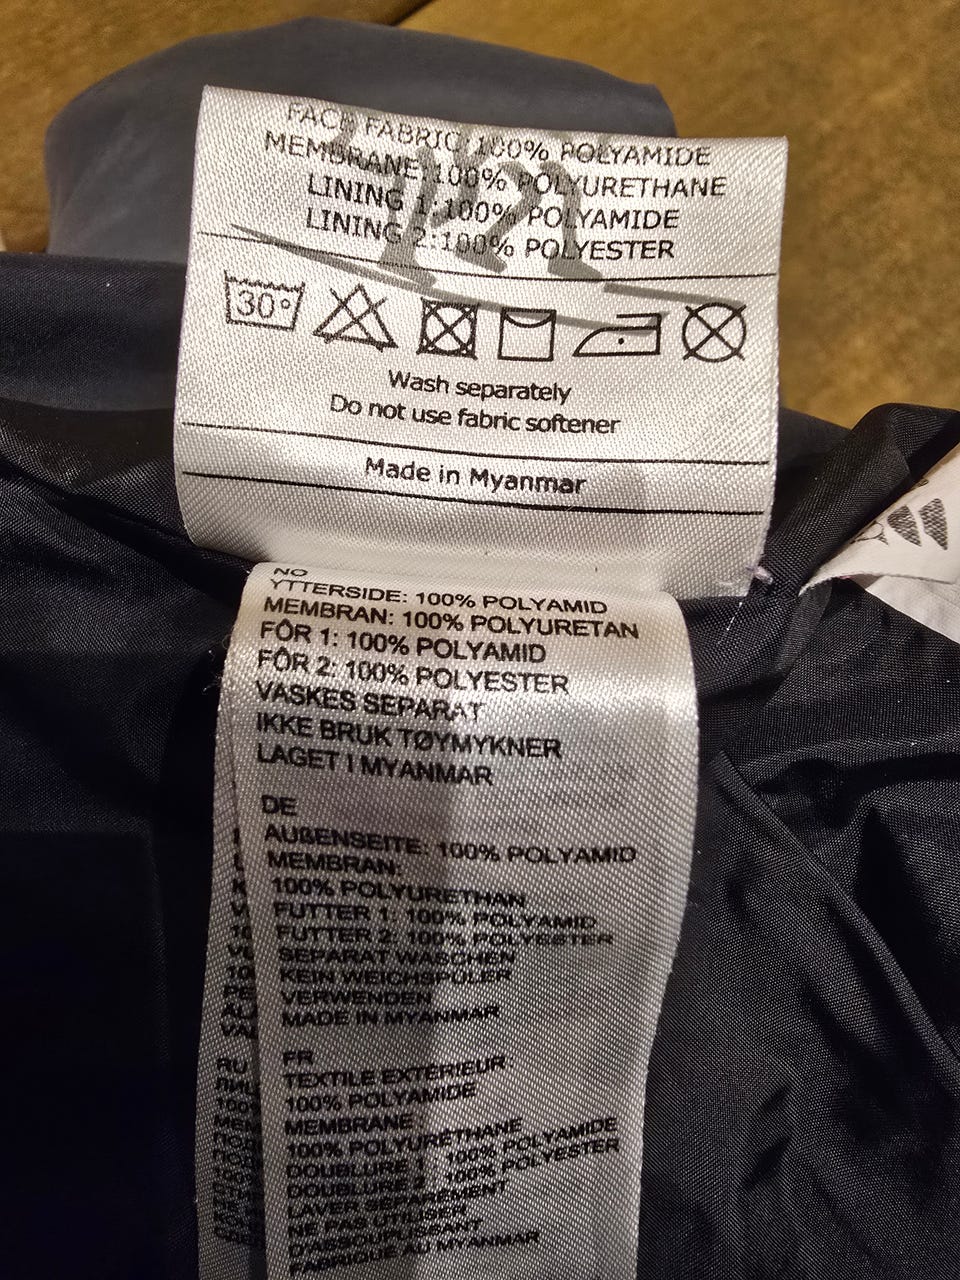 FACE FABRIC:100% POLYAMIDE
MEMBRANE:100% POLYURETHANE
LINING 1:100% POLYAMIDE
LINING 2:100% POLYESTER
30°
Wash separately
Do not use fabric softener
Made in Myanmar
NO
YTTERSIDE: 100% POLYAMID
MEMBRAN: 100% POLYURETAN
FÔR 1: 100% POLYAMID
FÔR 2: 100% POLYESTER
VASKES SEPARAT
IKKE BRUK TØYMYKNER
LAGET I MYANMAR
DE
AUßENSEITE: 100% POLYAMID
MEMBRAN:
100% POLYURETHAN
FUTTER 1: 100% POLYAMID
FUTTER 2: 100% POLYESTER
SEPARAT WASCHEN
KEIN WEICHSPÜLER
VERWENDEN
MADE IN MYANMAR
FR
TEXTILE EXTÉRIEUR
100% POLYAMIDE
MEMBRANE
100% POLYURÉTHANE
DOUBLURE 1 : 100% POLYAMIDE
DOUBLURE 2 : 100% POLYESTER
LAVER SÉPARÉMENT
NE PAS UTILISER
D'ASSOUPLISSANT
FABRIQUÉ AU MYANMAR
RU